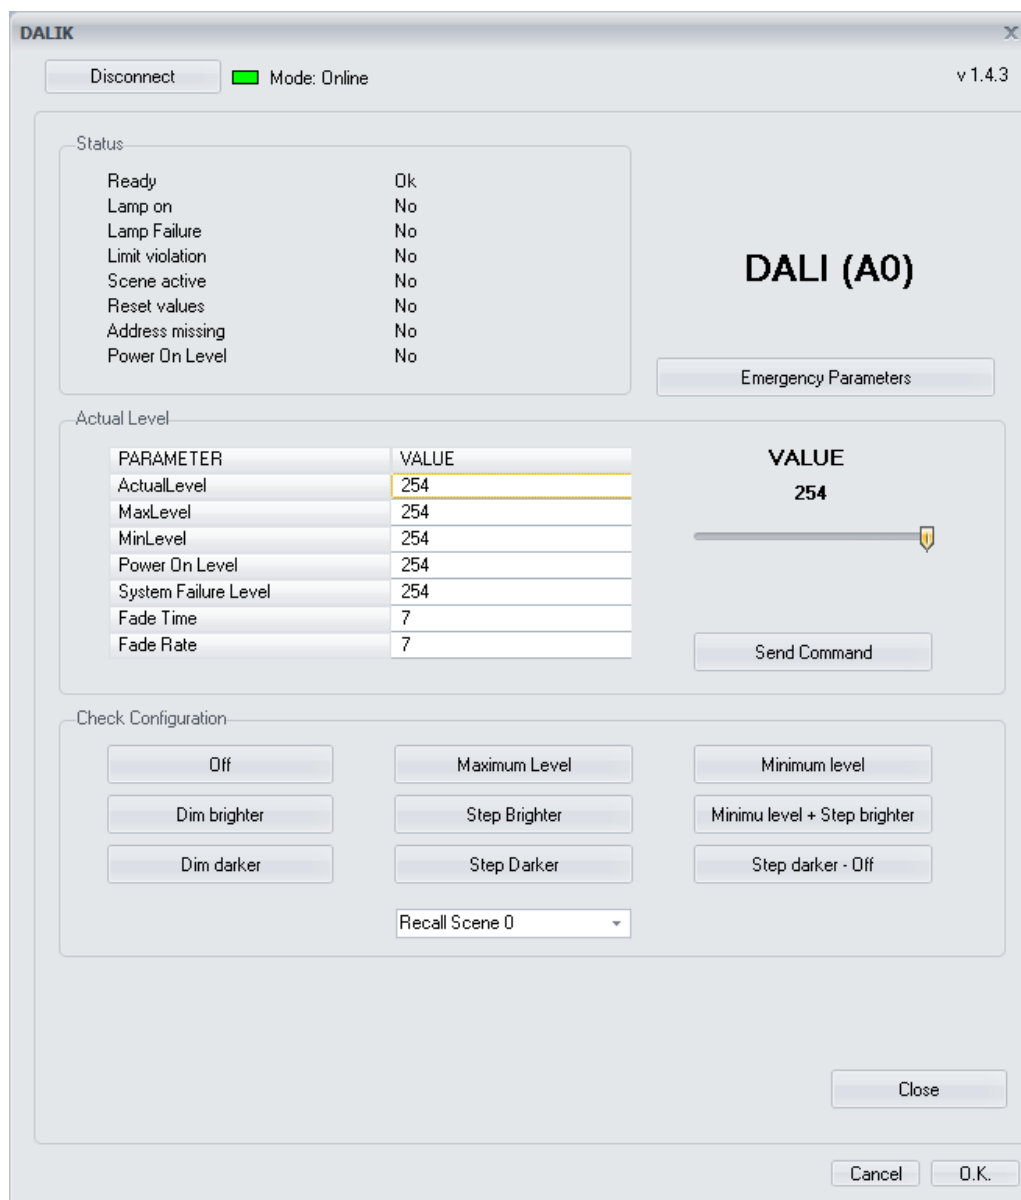 DALIK
Disconnect Mode: Online v 1.4.3
Status
Ready Ok
Lamp on No
Lamp Failure No
Limit violation No
Scene active No
Reset values No
Address missing No
Power On Level No
DALI (A0)
Emergency Parameters
Actual Level
PARAMETER VALUE
ActualLevel 254
MaxLevel 254
MinLevel 254
Power On Level 254
System Failure Level 254
Fade Time 7
Fade Rate 7
VALUE
254
Send Command
Check Configuration
Off Maximum Level Minimum level
Dim brighter Step Brighter Minimu level + Step brighter
Dim darker Step Darker Step darker - Off
Recall Scene 0
Close
Cancel O.K.